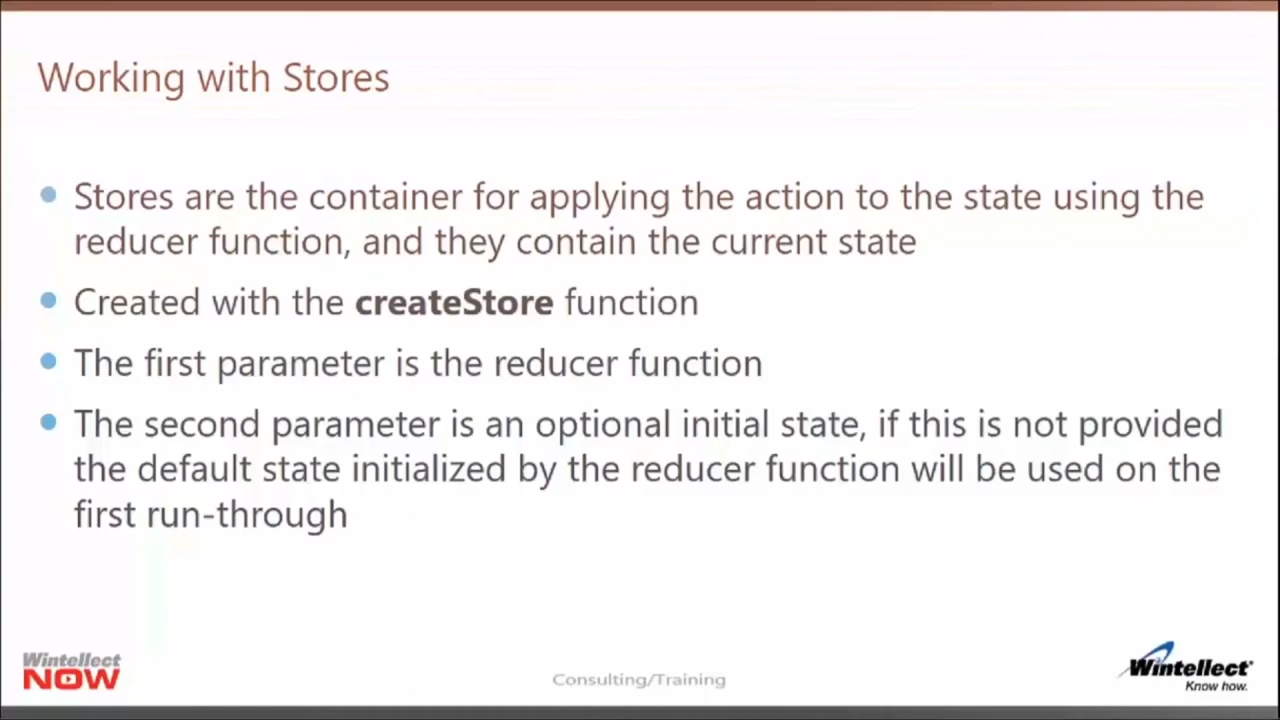 Working with Stores
Stores are the container for applying the action to the state using the
reducer function, and they contain the current state
Created with the createStore function
The first parameter is the reducer function
The second parameter is an optional initial state, if this is not provided
the default state initialized by the reducer function will be used on the
first run-through
Wintellect
NOW
Consulting/Training
Wintellect
Know how.